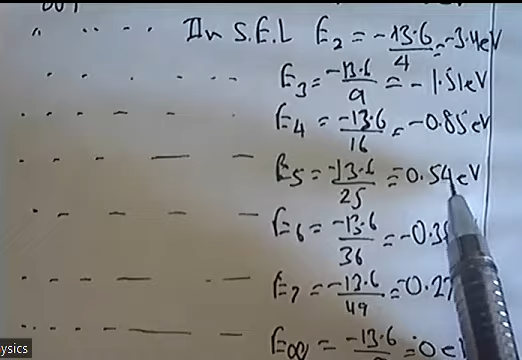 IIn S.E.L E2 = -13.6/4 = -3.4eV
E3 = -13.6/9 = -1.51eV
E4 = -13.6/16 = -0.85eV
E5 = -13.6/25 = 0.54eV
E6 = -13.6/36 = -0.3
E7 = -13.6/49 = -0.27
E∞ = -13.6 = 0 e
ysics